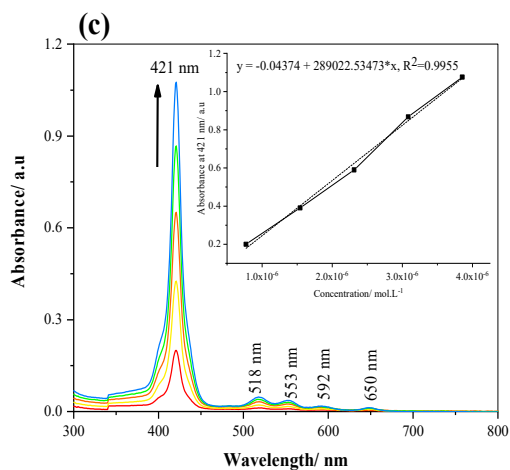 (c)
421 nm
y = -0.04374 + 289022.53473*x, R²=0.9955
Absorbance at 421 nm/ a.u
1.2
1.0
0.8
0.6
0.4
0.2
1.0x10⁻⁶ 2.0x10⁻⁶ 3.0x10⁻⁶ 4.0x10⁻⁶
Concentration/ mol.L⁻¹
Absorbance/ a.u
1.2
0.9
0.6
0.3
0.0
518 nm
553 nm
592 nm
650 nm
300 400 500 600 700 800
Wavelength/ nm